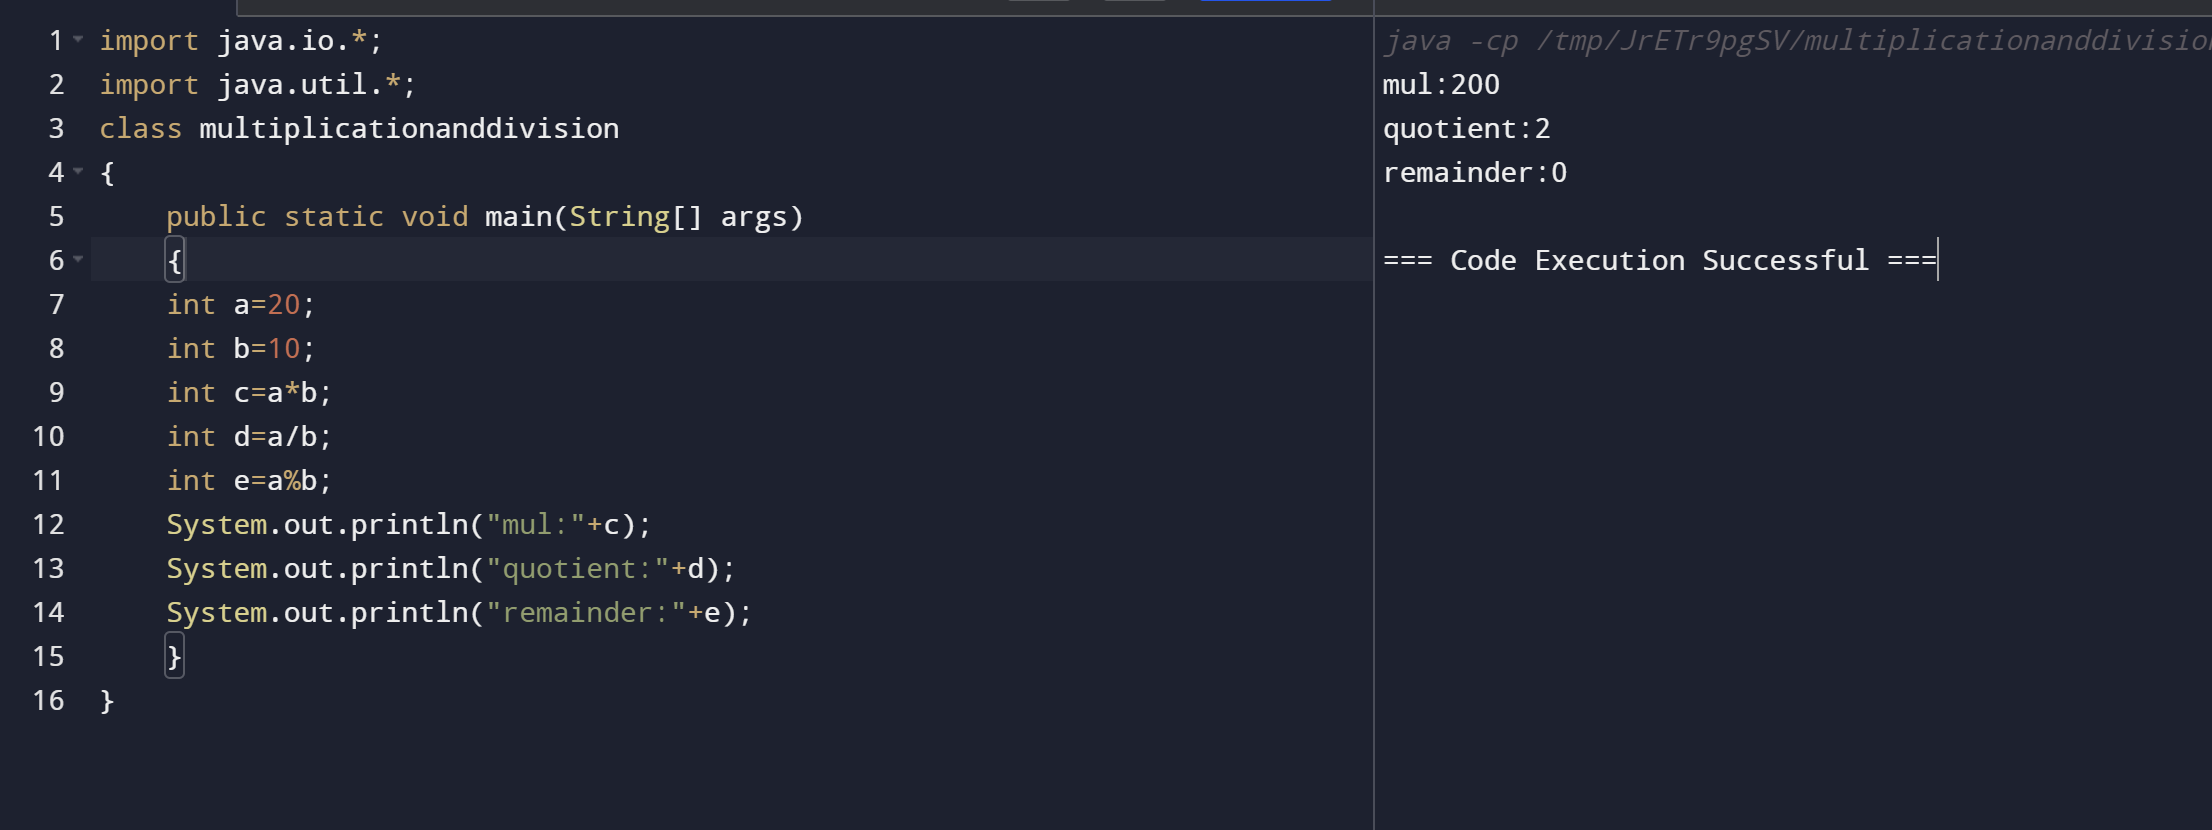 1 import java.io.*;
2 import java.util.*;
3 class multiplicationanddivision
4 {
5     public static void main(String[] args)
6     {
7     int a=20;
8     int b=10;
9     int c=a*b;
10     int d=a/b;
11     int e=a%b;
12     System.out.println("mul:"+c);
13     System.out.println("quotient:"+d);
14     System.out.println("remainder:"+e);
15     }
16 }
java -cp /tmp/JrETr9pgSV/multiplicationanddivision
mul:200
quotient:2
remainder:0
=== Code Execution Successful ===